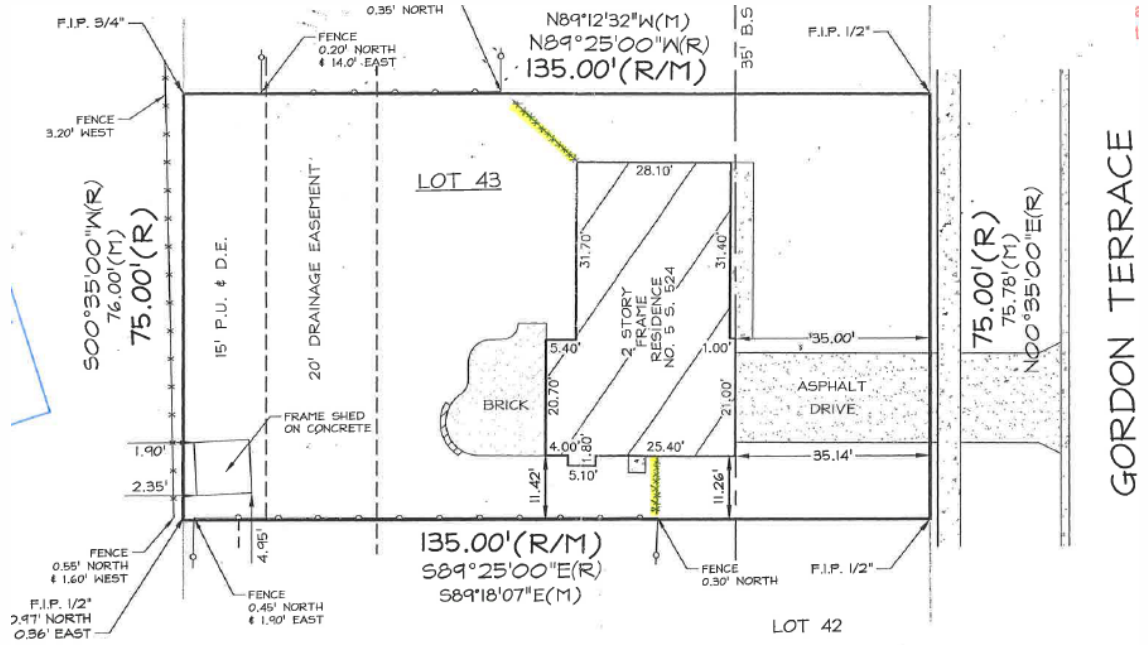 0.35' NORTH
F.I.P. 3/4"
FENCE
0.20' NORTH
& 14.0' EAST
N89°12'32"W(M)
N89°25'00"W(R)
135.00'(R/M)
35' B.S
F.I.P. 1/2"
FENCE
3.20' WEST
LOT 43
28.10'
S00°35'00"W(R)
76.00'(M)
75.00'(R)
15' P.U. & D.E.
20' DRAINAGE EASEMENT
31.70'
31.40'
2 STORY
FRAME
RESIDENCE
NO. 5 S. 524
75.00'(R)
75.78'(M)
N00°35'00"E(R)
GORDON TERRACE
5.40'
1.00'
35.00'
BRICK
20.70'
21.00'
ASPHALT
DRIVE
FRAME SHED
ON CONCRETE
1.90'
4.00'
1.80'
25.40'
5.10'
35.14'
2.35'
11.42'
11.26'
4.95'
135.00'(R/M)
S89°25'00"E(R)
S89°18'07"E(M)
FENCE
0.55' NORTH
& 1.60' WEST
F.I.P. 1/2"
0.97' NORTH
0.36' EAST
FENCE
0.45' NORTH
& 1.90' EAST
FENCE
0.30' NORTH
F.I.P. 1/2"
LOT 42